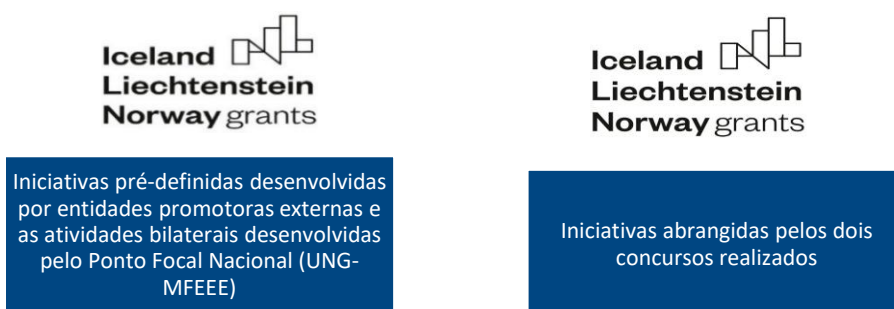 Iceland
Liechtenstein
Norway grants
Iniciativas pré-definidas desenvolvidas
por entidades promotoras externas e
as atividades bilaterais desenvolvidas
pelo Ponto Focal Nacional (UNG-
MFEEE)
Iceland
Liechtenstein
Norway grants
Iniciativas abrangidas pelos dois
concursos realizados